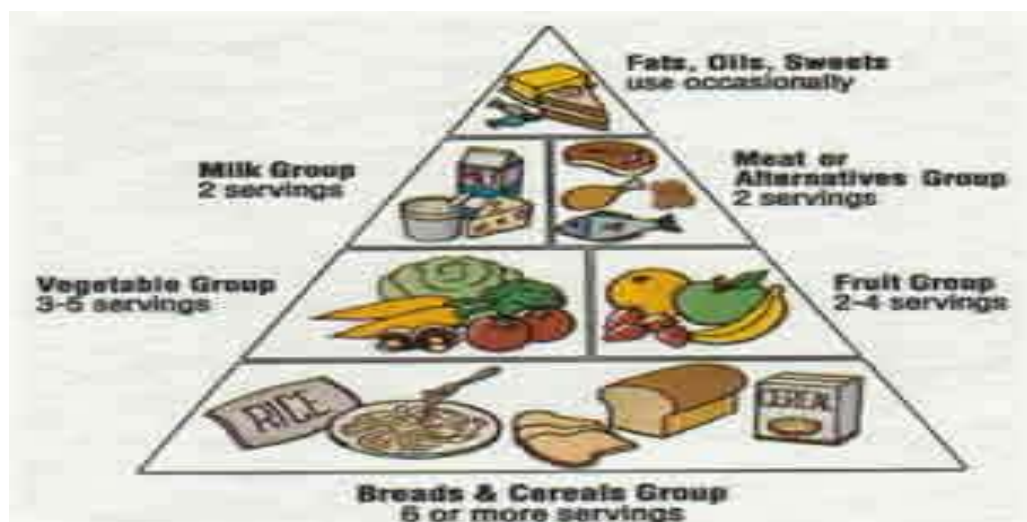 Fats, Oils, Sweets
use occasionally
Milk Group
2 servings
Meat or
Alternatives Group
2 servings
Vegetable Group
3-5 servings
Fruit Group
2-4 servings
RICE
CEREAL
Breads & Cereals Group
6 or more servings